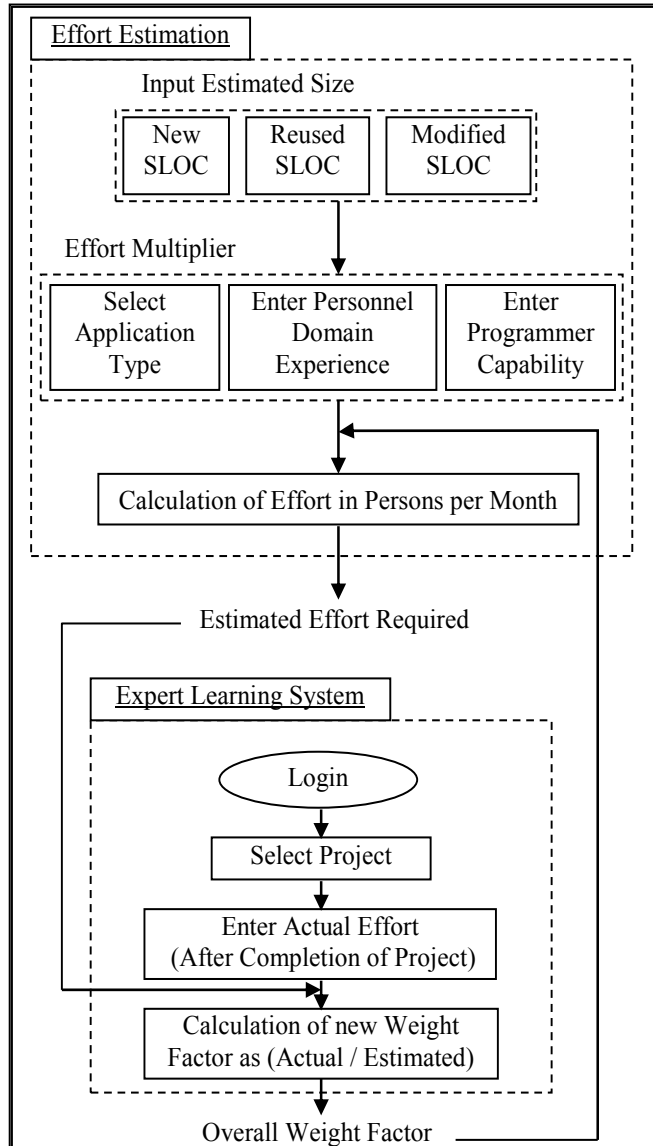 Effort Estimation
Input Estimated Size
New
SLOC
Reused
SLOC
Modified
SLOC
Effort Multiplier
Select
Application
Type
Enter Personnel
Domain
Experience
Enter
Programmer
Capability
Calculation of Effort in Persons per Month
Estimated Effort Required
Expert Learning System
Login
Select Project
Enter Actual Effort
(After Completion of Project)
Calculation of new Weight
Factor as (Actual / Estimated)
Overall Weight Factor